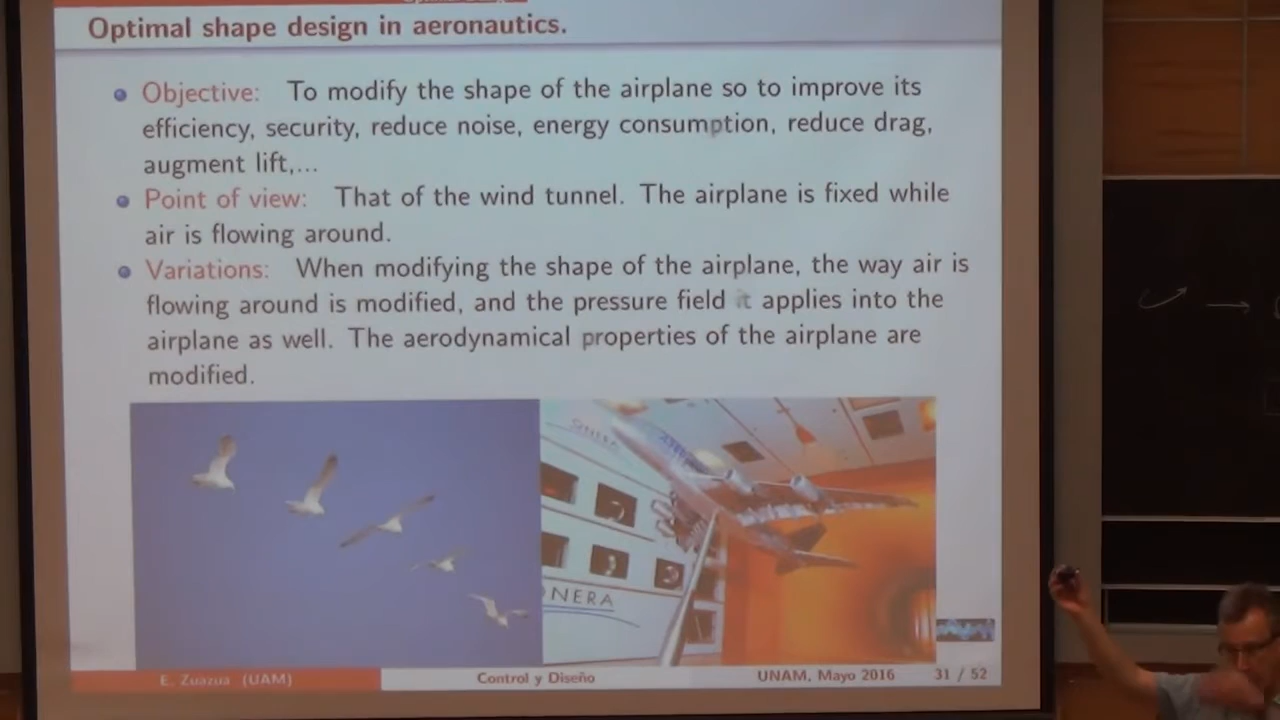 Optimal shape design in aeronautics.
Objective: To modify the shape of the airplane so to improve its
efficiency, security, reduce noise, energy consumption, reduce drag,
augment lift,...
Point of view: That of the wind tunnel. The airplane is fixed while
air is flowing around.
Variations: When modifying the shape of the airplane, the way air is
flowing around is modified, and the pressure field it applies into the
airplane as well. The aerodynamical properties of the airplane are
modified.
ONERA
E. Zuazua (UAM)
Control y Diseño
UNAM, Mayo 2016
31 / 52